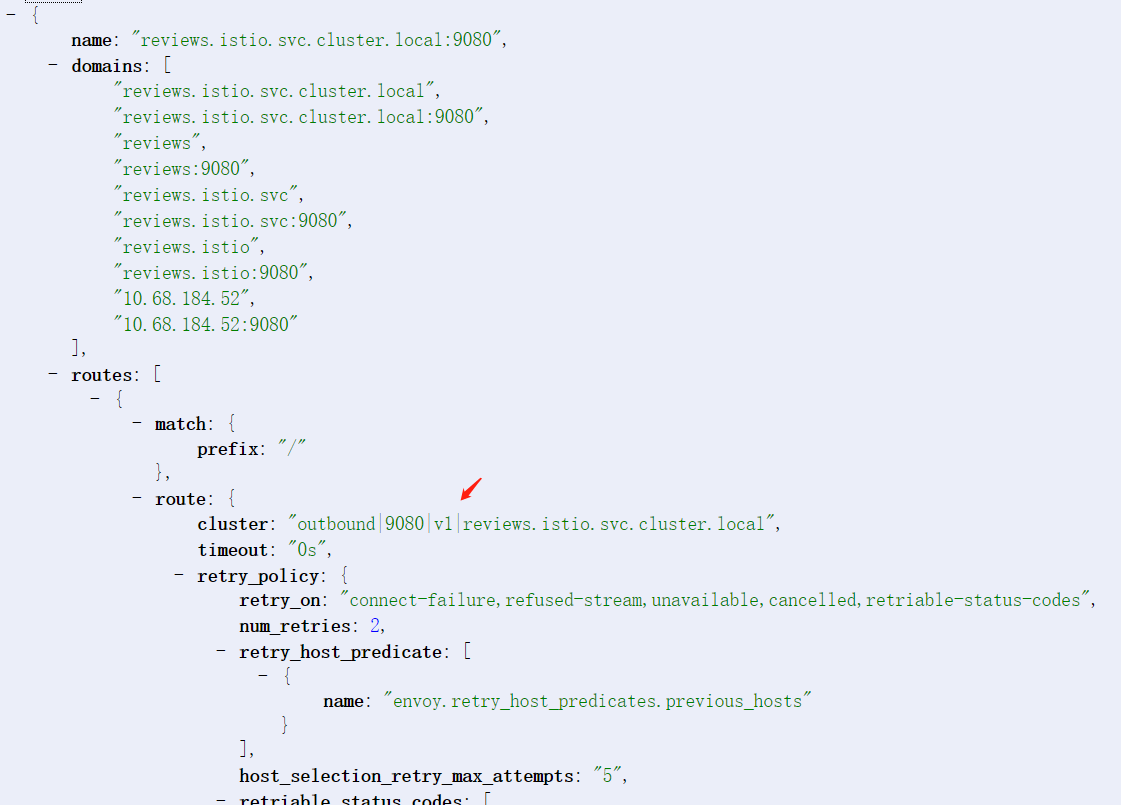 - {
name: "reviews.istio.svc.cluster.local:9080",
- domains: [
"reviews.istio.svc.cluster.local",
"reviews.istio.svc.cluster.local:9080",
"reviews",
"reviews:9080",
"reviews.istio.svc",
"reviews.istio.svc:9080",
"reviews.istio",
"reviews.istio:9080",
"10.68.184.52",
"10.68.184.52:9080"
],
- routes: [
- {
- match: {
prefix: "/"
},
- route: {
cluster: "outbound|9080|v1|reviews.istio.svc.cluster.local",
timeout: "0s",
- retry_policy: {
retry_on: "connect-failure,refused-stream,unavailable,cancelled,retriable-status-codes",
num_retries: 2,
- retry_host_predicate: [
- {
name: "envoy.retry_host_predicates.previous_hosts"
}
],
host_selection_retry_max_attempts: "5",
- retriable_status_codes: [